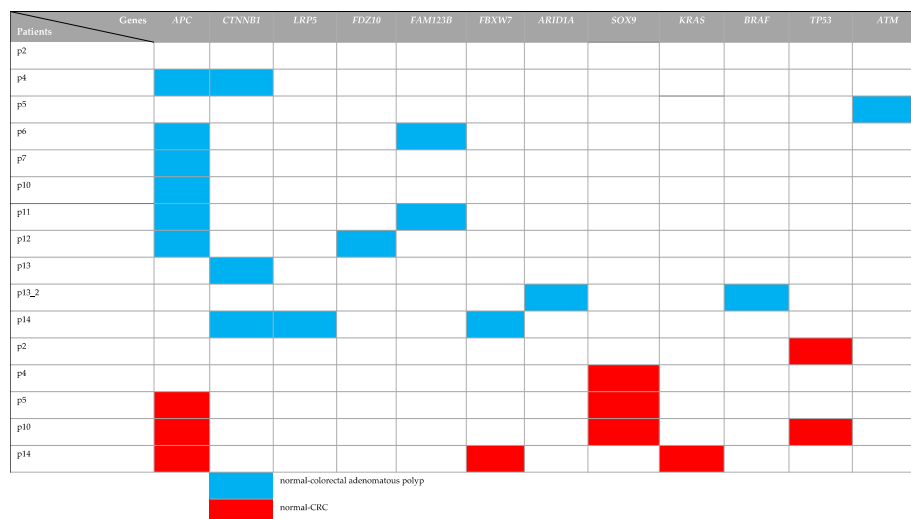 Genes APC CTNNB1 LRP5 FDZ10 FAM123B FBXW7 ARID1A SOX9 KRAS BRAF TP53 ATM
Patients
p2
p4
p5
p6
p7
p10
p11
p12
p13
p13_2
p14
p2
p4
p5
p10
p14
normal-colorectal adenomatous polyp
normal-CRC